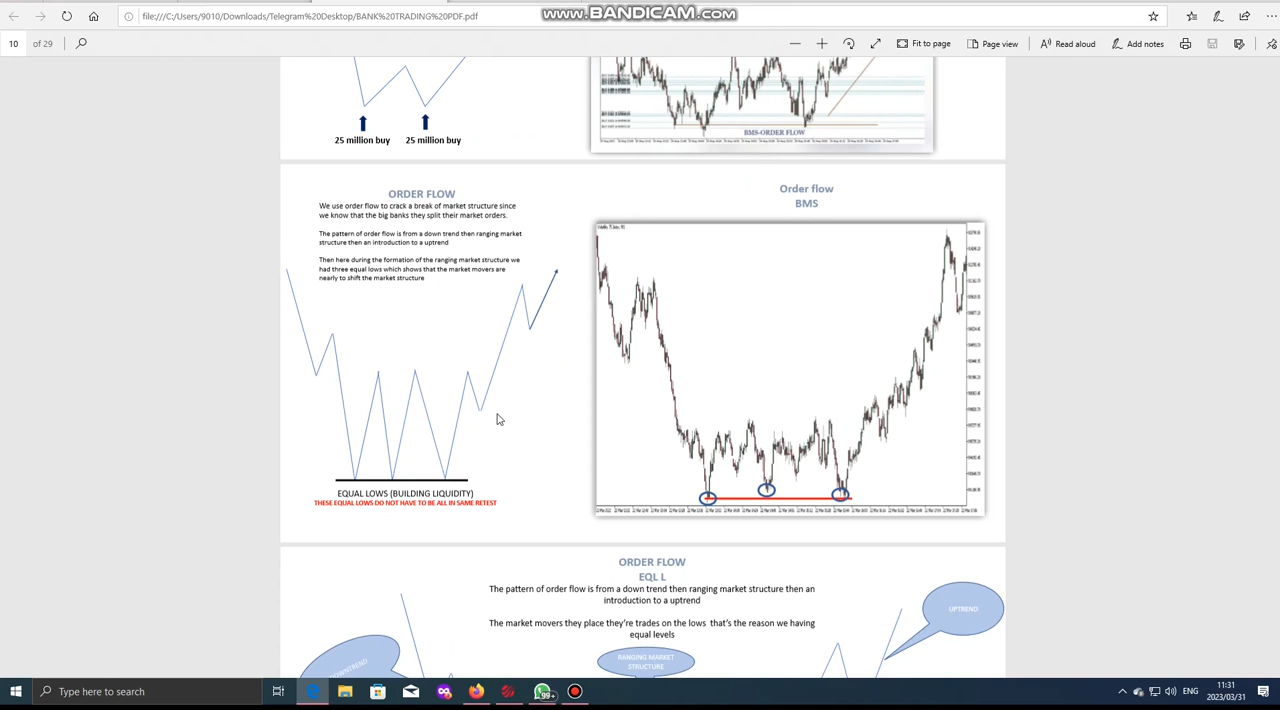 file:///C:/Users/9010/Downloads/Telegram%20Desktop/BANK%20TRADING%20PDF.pdf
WWW.BANDICAM.COM
10 of 29
Fit to page
Page view
Read aloud
Add notes
25 million buy
25 million buy
BMS-ORDER FLOW
ORDER FLOW
We use order flow to crack a break of market structure since
we know that the big banks they split their market orders.
The pattern of order flow is from a down trend then ranging market
structure then an introduction to a uptrend
Then here during the formation of the ranging market structure we
had three equal lows which shows that the market movers are
nearly to shift the market structure
EQUAL LOWS (BUILDING LIQUIDITY)
THESE EQUAL LOWS DO NOT HAVE TO BE ALL IN SAME RETEST
Order flow
BMS
ORDER FLOW
EQL L
The pattern of order flow is from a down trend then ranging market structure then an
introduction to a uptrend
The market movers they place they're trades on the lows that's the reason we having
equal levels
UPTREND
RANGING MARKET
STRUCTURE
Type here to search
99+
ENG
11:31
2023/03/31